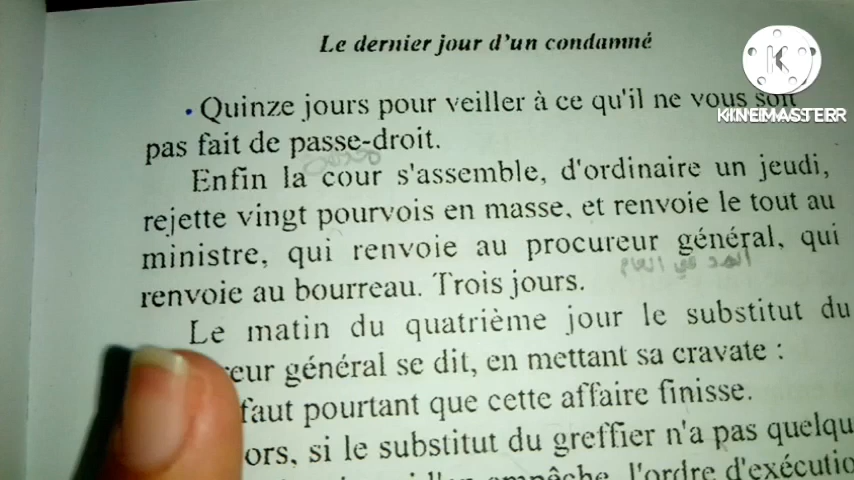 Le dernier jour d'un condamné
KINEMASTER
• Quinze jours pour veiller à ce qu'il ne vous soit
pas fait de passe-droit.
Enfin la cour s'assemble, d'ordinaire un jeudi,
rejette vingt pourvois en masse, et renvoie le tout au
ministre, qui renvoie au procureur général, qui
renvoie au bourreau. Trois jours.
Le matin du quatrième jour le substitut du
général se dit, en mettant sa cravate :
faut pourtant que cette affaire finisse.
si le substitut du greffier n'a pas quelqu
empêche, l'ordre d'exécutio